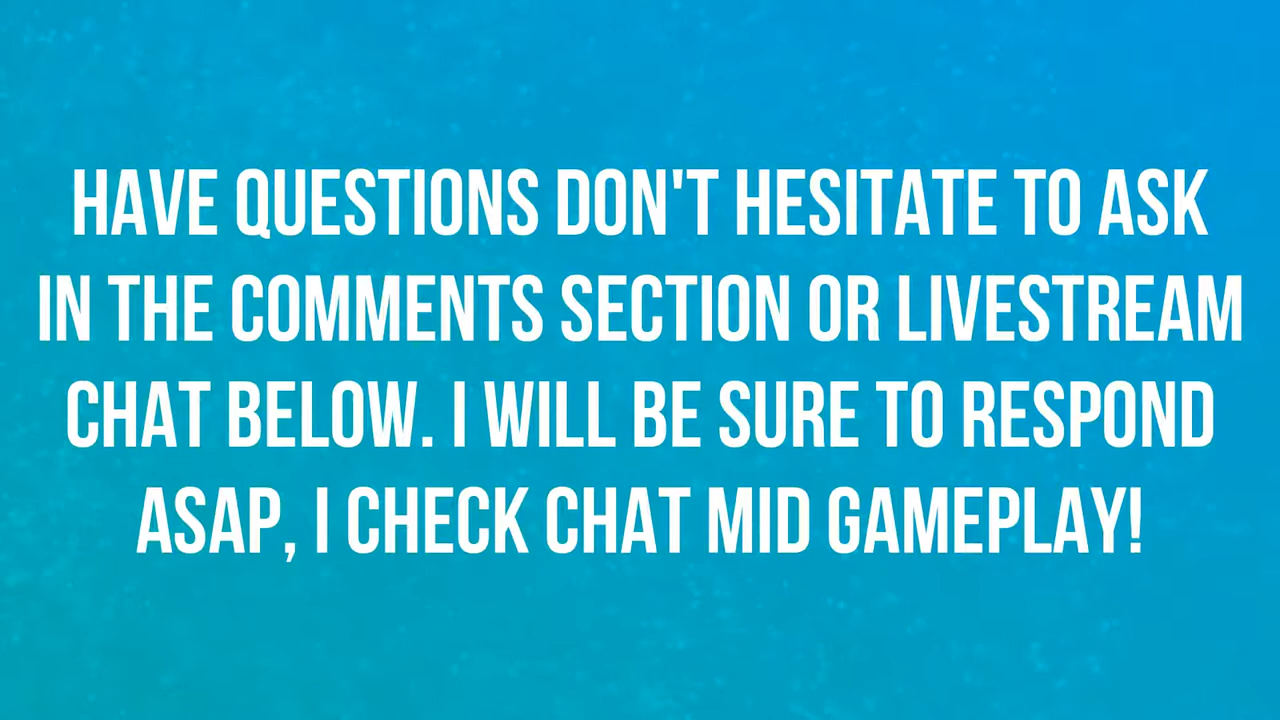 HAVE QUESTIONS DON'T HESITATE TO ASK
IN THE COMMENTS SECTION OR LIVESTREAM
CHAT BELOW. I WILL BE SURE TO RESPOND
ASAP, I CHECK CHAT MID GAMEPLAY!